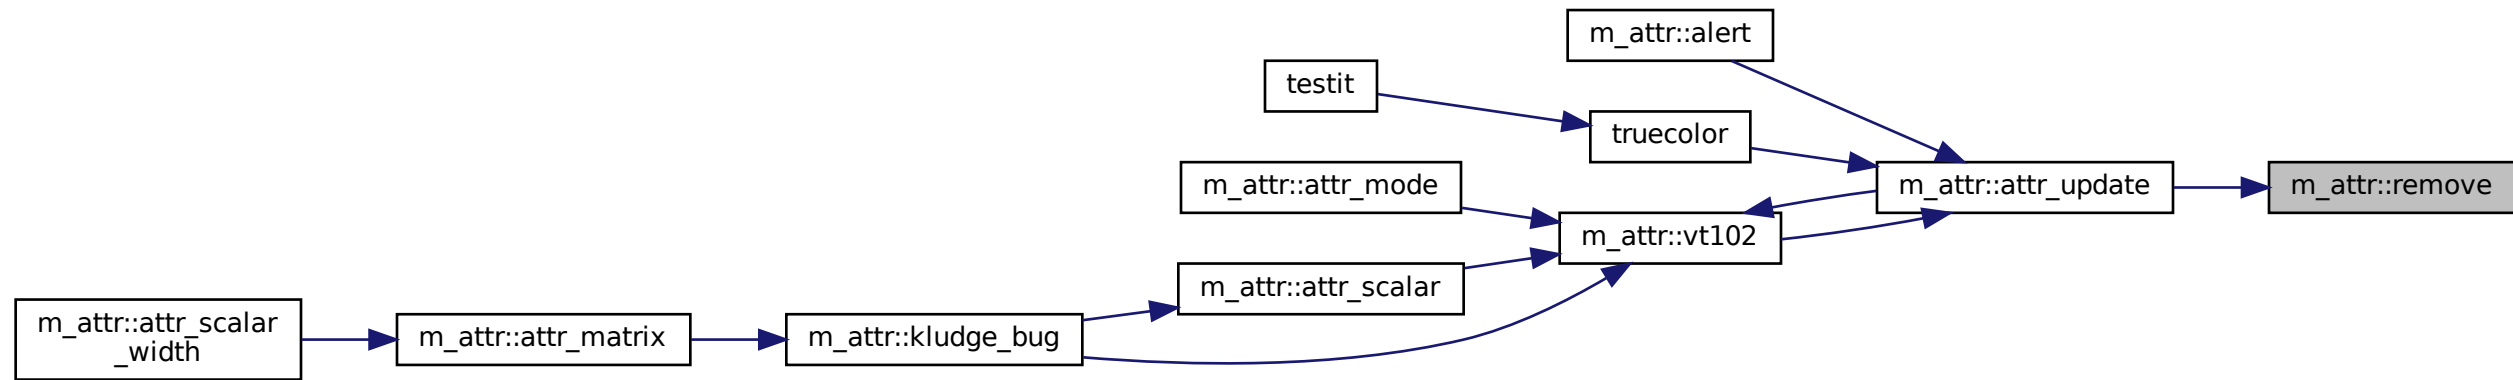 m_attr::alert
testit
truecolor
m_attr::attr_mode
m_attr::attr_update
m_attr::remove
m_attr::vt102
m_attr::attr_scalar
m_attr::attr_scalar
_width
m_attr::attr_matrix
m_attr::kludge_bug